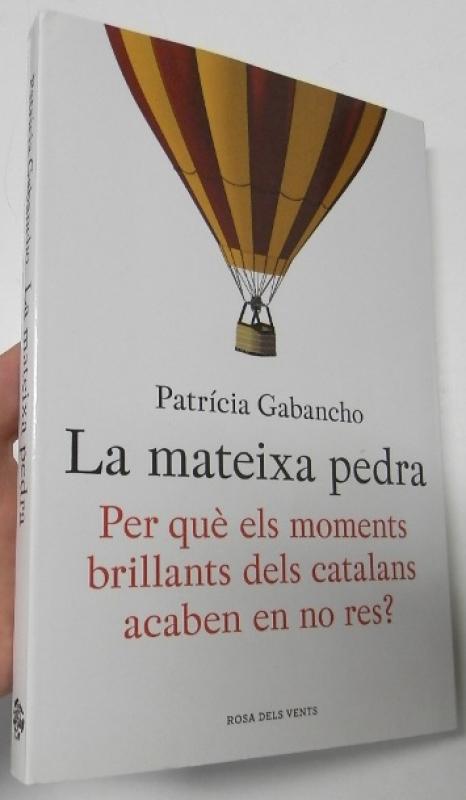 Patrícia Gabancho
La mateixa pedra
Per què els moments
brillants dels catalans
acaben en no res?
ROSA DELS VENTS
Patrícia Gabancho La mateixa pedra